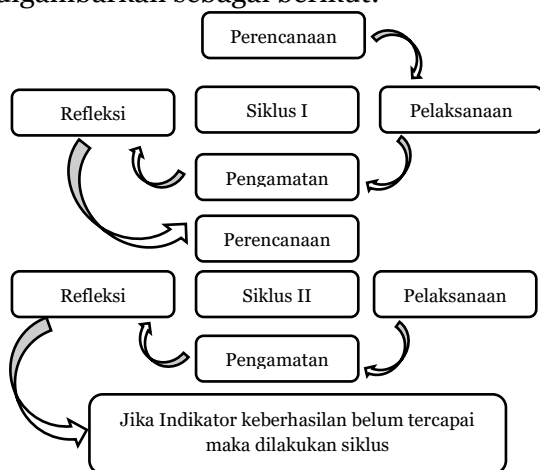 digambarkan sebagai berikut:
Perencanaan
Refleksi
Siklus I
Pelaksanaan
Pengamatan
Perencanaan
Refleksi
Siklus II
Pelaksanaan
Pengamatan
Jika Indikator keberhasilan belum tercapai
maka dilakukan siklus